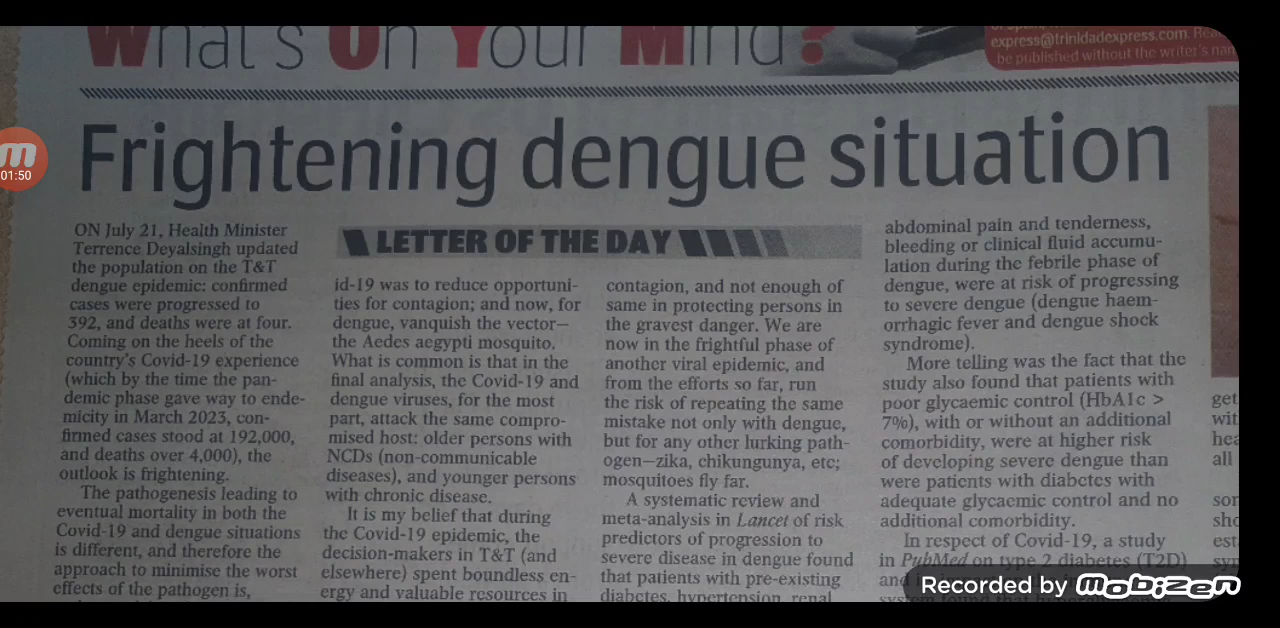 What's On Your Mind?
express@trinidadexpress.com. Rea
be published without the writer's nam
Frightening dengue situation
01:50
ON July 21, Health Minister
Terrence Deyalsingh updated
the population on the T&T
dengue epidemic: confirmed
cases were progressed to
392, and deaths were at four.
Coming on the heels of the
country's Covid-19 experience
(which by the time the pan-
demic phase gave way to ende-
micity in March 2023, con-
firmed cases stood at 192,000,
and deaths over 4,000), the
outlook is frightening.
The pathogenesis leading to
eventual mortality in both the
Covid-19 and dengue situations
is different, and therefore the
approach to minimise the worst
effects of the pathogen is,
LETTER OF THE DAY
id-19 was to reduce opportuni-
ties for contagion; and now, for
dengue, vanquish the vector—
the Aedes aegypti mosquito.
What is common is that in the
final analysis, the Covid-19 and
dengue viruses, for the most
part, attack the same compro-
mised host: older persons with
NCDs (non-communicable
diseases), and younger persons
with chronic disease.
It is my belief that during
the Covid-19 epidemic, the
decision-makers in T&T (and
elsewhere) spent boundless en-
ergy and valuable resources in
contagion, and not enough of
same in protecting persons in
the gravest danger. We are
now in the frightful phase of
another viral epidemic, and
from the efforts so far, run
the risk of repeating the same
mistake not only with dengue,
but for any other lurking path-
ogen—zika, chikungunya, etc;
mosquitoes fly far.
A systematic review and
meta-analysis in Lancet of risk
predictors of progression to
severe disease in dengue found
that patients with pre-existing
diabetes, hypertension, renal
abdominal pain and tenderness,
bleeding or clinical fluid accumu-
lation during the febrile phase of
dengue, were at risk of progressing
to severe dengue (dengue haem-
orrhagic fever and dengue shock
syndrome).
More telling was the fact that the
study also found that patients with
poor glycaemic control (HbA1c >
7%), with or without an additional
comorbidity, were at higher risk
of developing severe dengue than
were patients with diabetes with
adequate glycaemic control and no
additional comorbidity.
In respect of Covid-19, a study
in PubMed on type 2 diabetes (T2D)
and
get
wit
hea
all
son
sho
est
Recorded by Mobizen